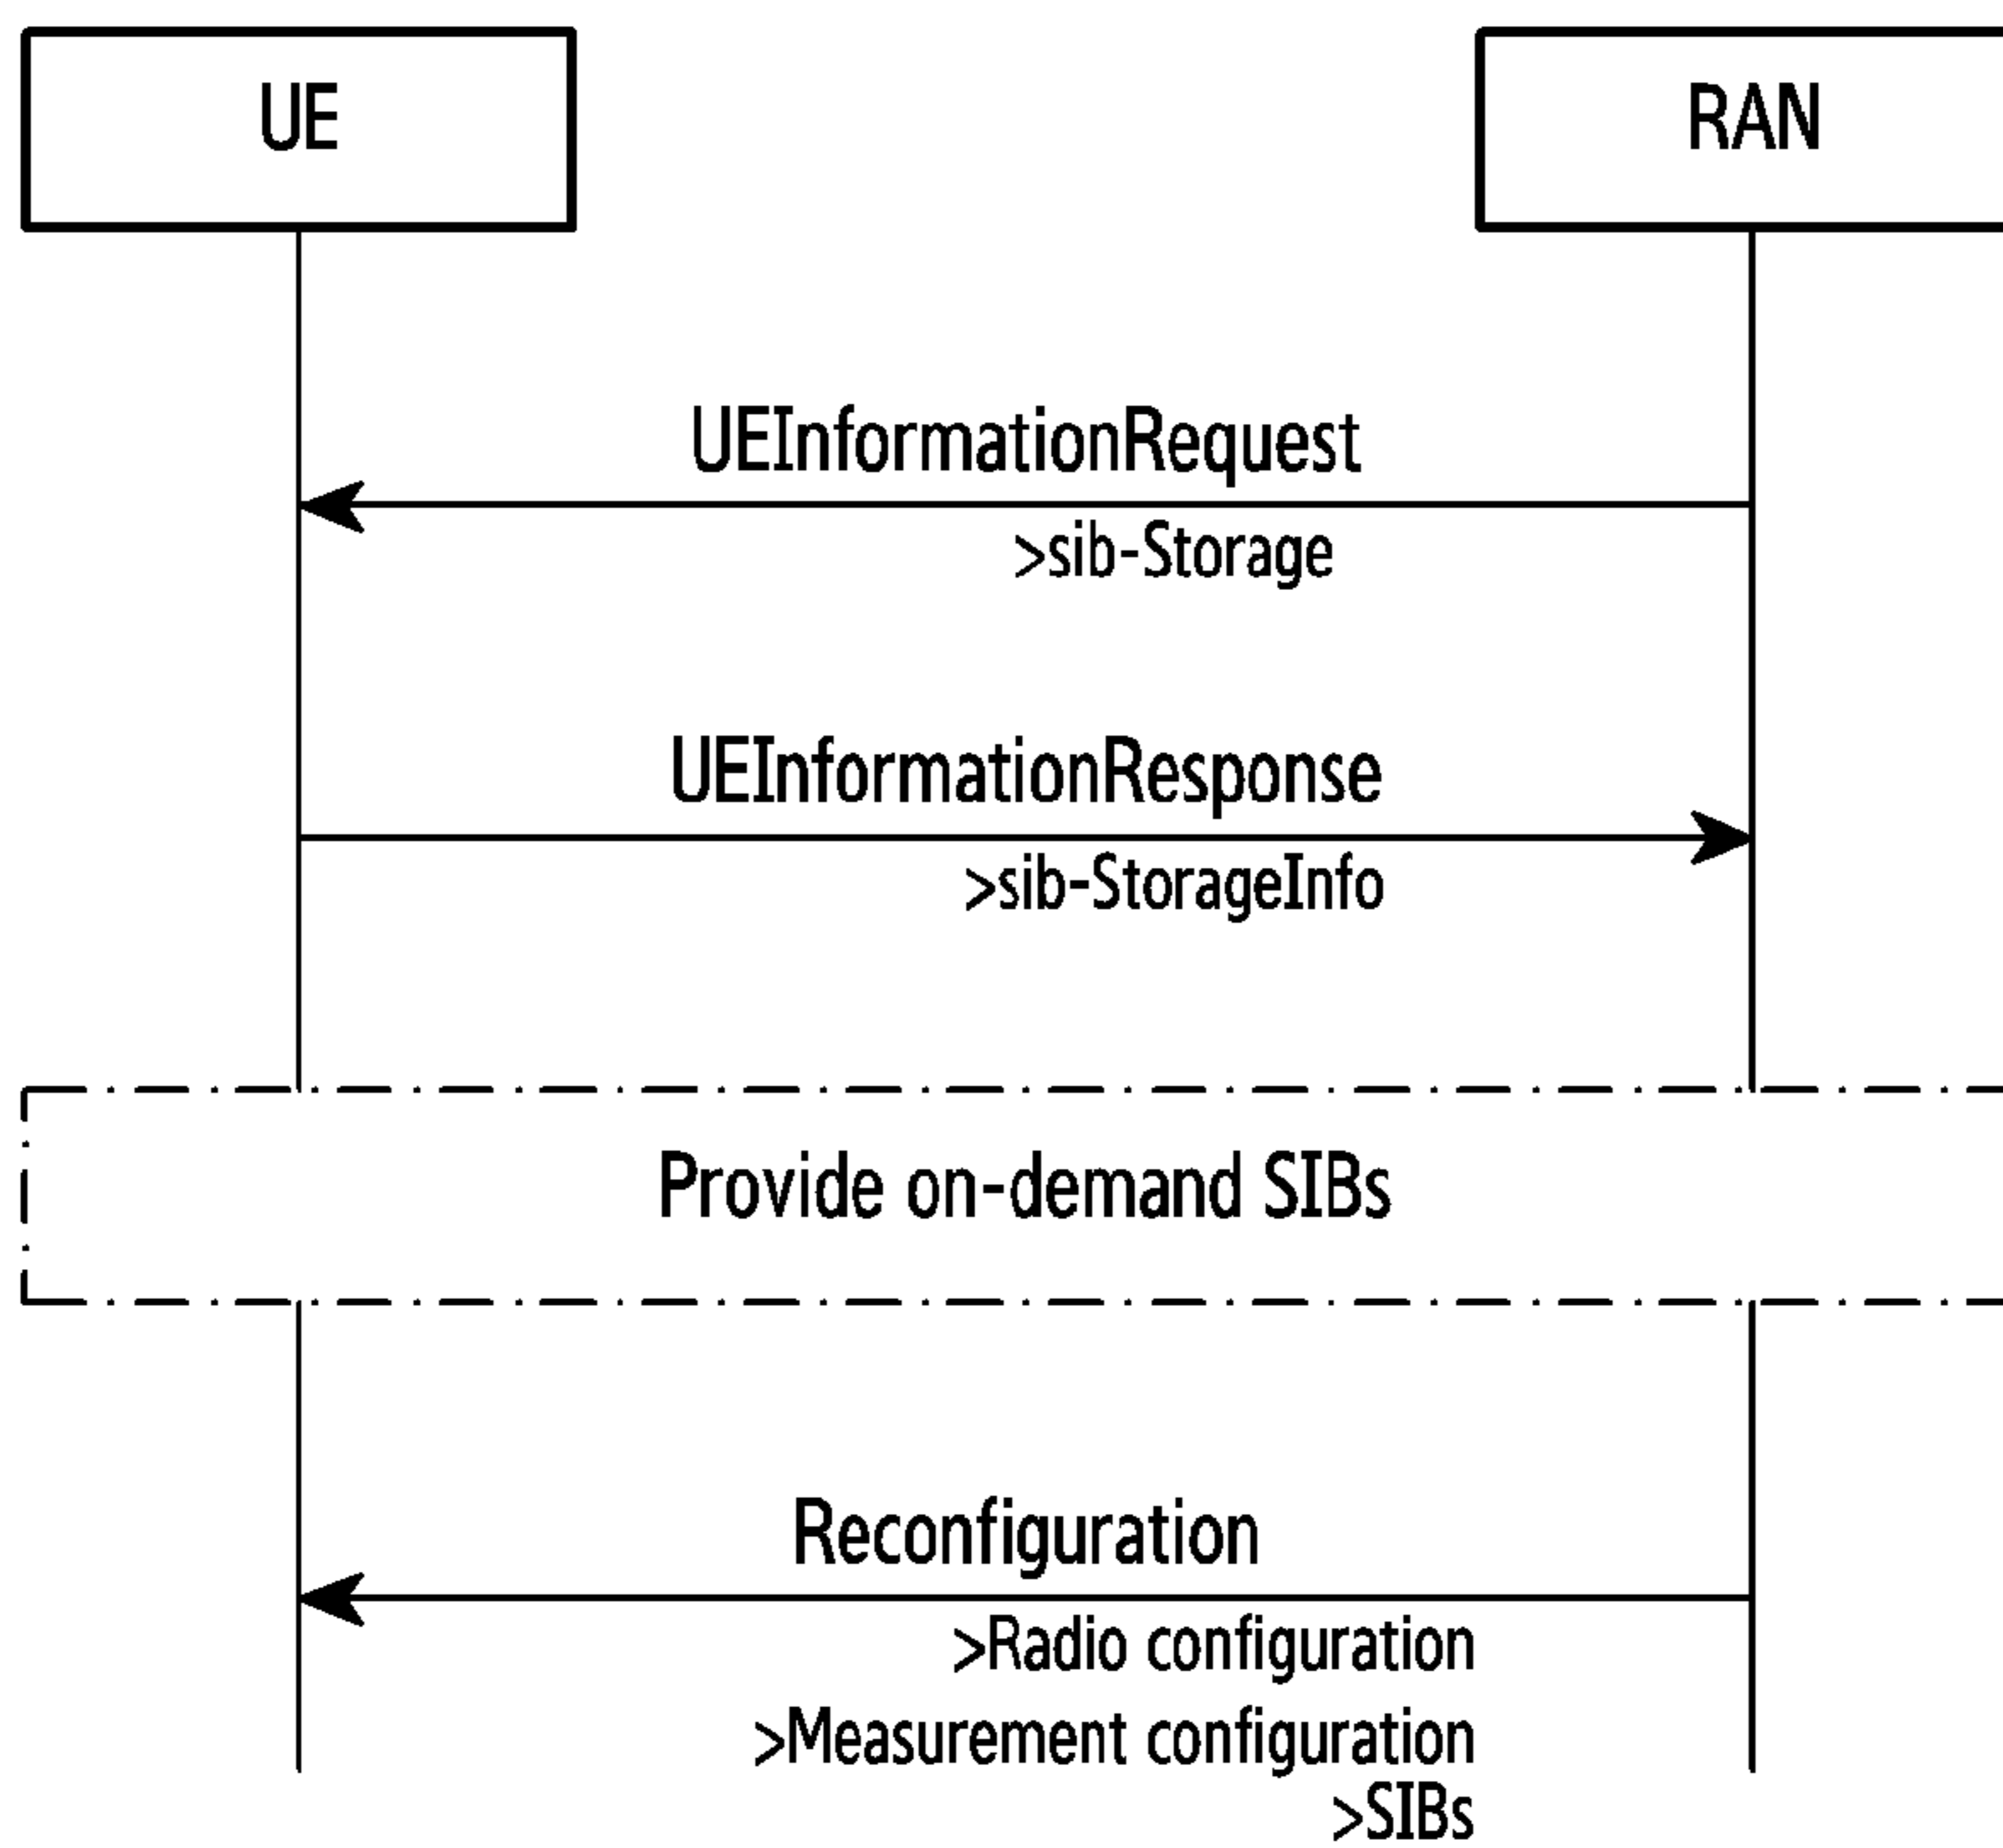 UE
RAN
UEInformationRequest
>sib-Storage
UEInformationResponse
>sib-StorageInfo
Provide on-demand SIBs
Reconfiguration
>Radio configuration
>Measurement configuration
>SIBs